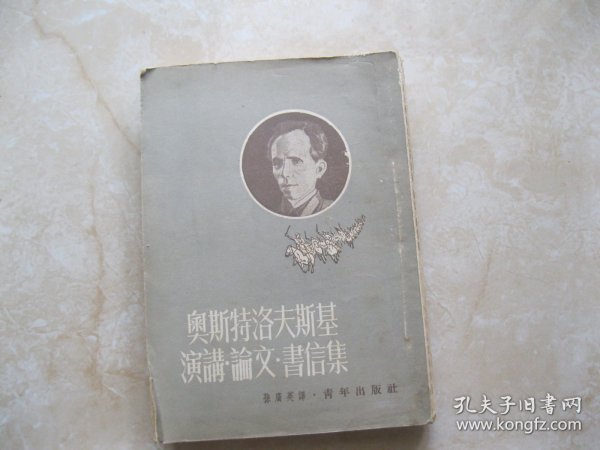 奧斯特洛夫斯基
演講·論文·書信集
孫廣英譯·青年出版社
孔夫子旧书网
www.kongfz.com